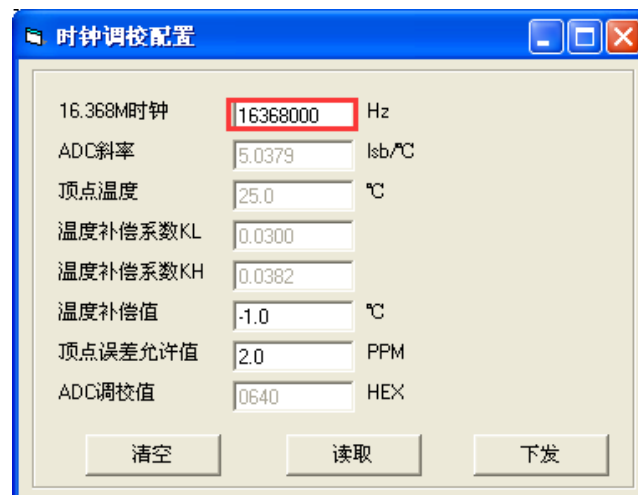 时钟调校配置
16.368M时钟 16368000 Hz
ADC斜率 5.0379 lsb/℃
顶点温度 25.0 ℃
温度补偿系数KL 0.0300
温度补偿系数KH 0.0382
温度补偿值 -1.0 ℃
顶点误差允许值 2.0 PPM
ADC调校值 0640 HEX
清空 读取 下发